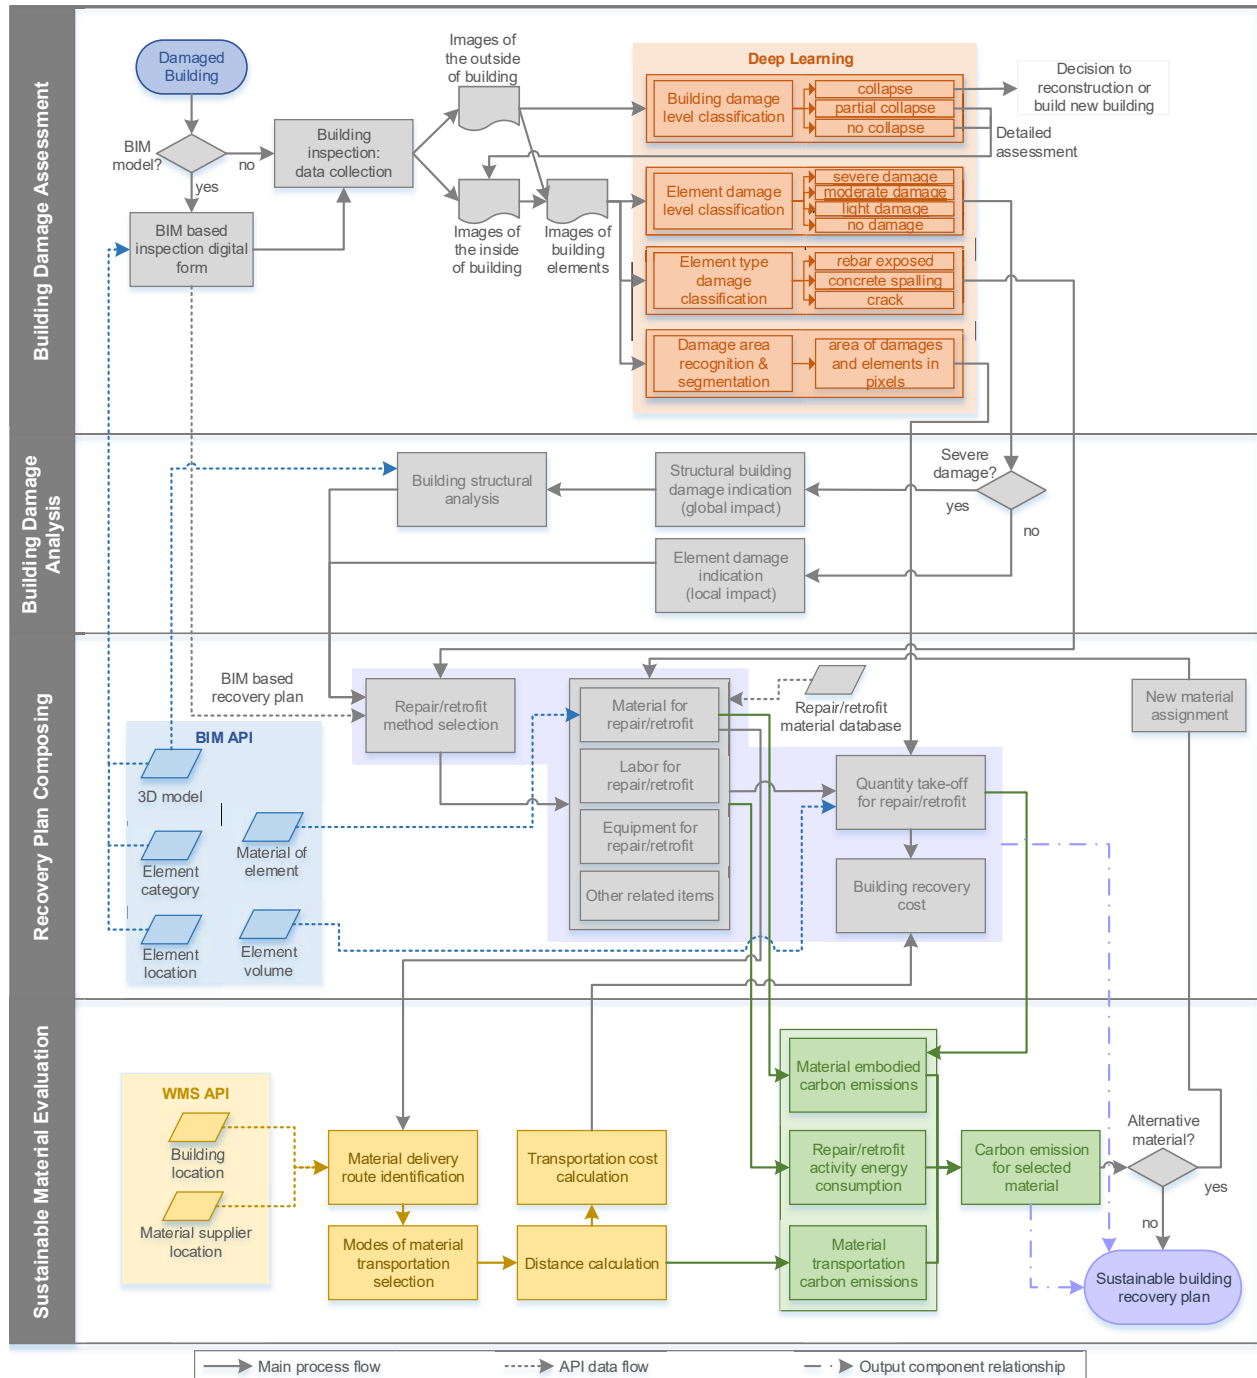 Building Damage Assessment
Damaged
Building
BIM
model?
no
yes
BIM based
inspection digital
form
Building
inspection:
data collection
Images of
the outside
of building
Images of
the inside
of building
Images of
building
elements
Deep Learning
Building damage
level classification
collapse
partial collapse
no collapse
Decision to
reconstruction or
build new building
Detailed
assessment
Element damage
level classification
severe damage
moderate damage
light damage
no damage
Element type
damage
classification
rebar exposed
concrete spalling
crack
Damage area
recognition &
segmentation
area of damages
and elements in
pixels
Building Damage
Analysis
Building structural
analysis
Structural building
damage indication
(global impact)
Severe
damage?
yes
no
Element damage
indication
(local impact)
Recovery Plan Composing
BIM based
recovery plan
Repair/retrofit
method selection
Material for
repair/retrofit
Labor for
repair/retrofit
Equipment for
repair/retrofit
Other related items
Repair/retrofit
material database
New material
assignment
Quantity take-off
for repair/retrofit
Building recovery
cost
BIM API
3D model
Element
category
Element
location
Material of
element
Element
volume
Sustainable Material Evaluation
WMS API
Building
location
Material supplier
location
Material delivery
route identification
Modes of material
transportation
selection
Transportation cost
calculation
Distance calculation
Material embodied
carbon emissions
Repair/retrofit
activity energy
consumption
Material
transportation
carbon emissions
Carbon emission
for selected
material
Alternative
material?
yes
no
Sustainable building
recovery plan
Main process flow
API data flow
Output component relationship